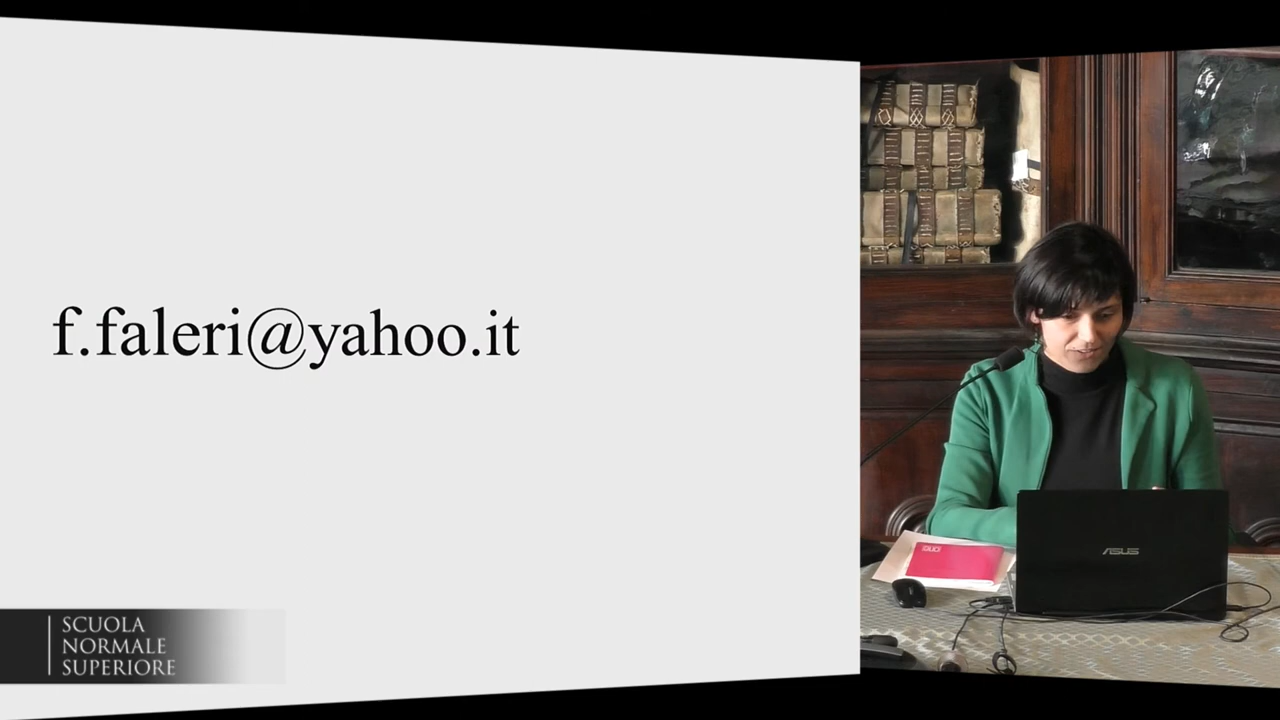 f.faleri@yahoo.it
SCUOLA
NORMALE
SUPERIORE
ASUS